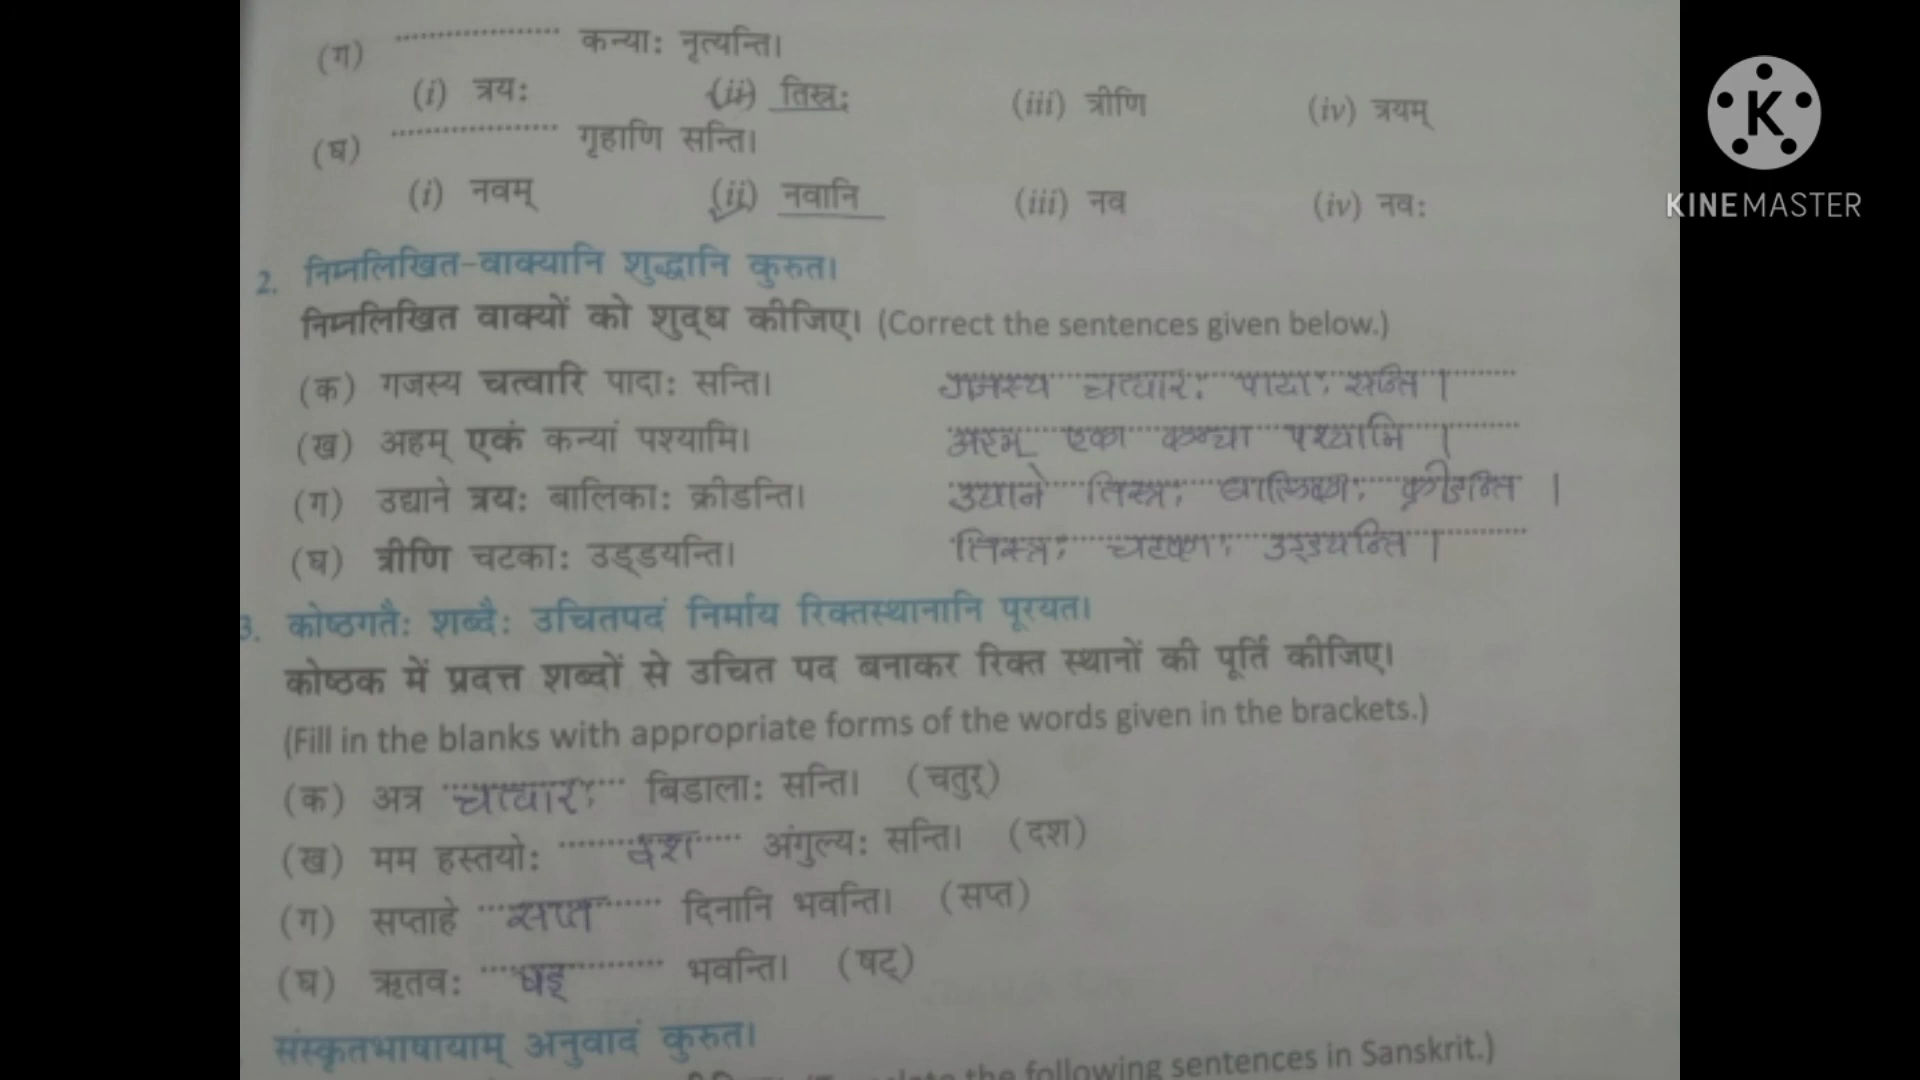 (ग) .................. कन्याः नृत्यन्ति।
(i) त्रयः (ii) तिस्त्रः (iii) त्रीणि (iv) त्रयम्
(घ) .................. गृहाणि सन्ति।
(i) नवम् (ii) नवानि (iii) नव (iv) नवः
2. निम्नलिखित-वाक्यानि शुद्धानि कुरुत।
निम्नलिखित वाक्यों को शुद्ध कीजिए। (Correct the sentences given below.)
(क) गजस्य चत्वारि पादाः सन्ति। गजस्य चत्वारः पादाः सन्ति।
(ख) अहम् एकं कन्यां पश्यामि। अहम् एका कन्या पश्यामि।
(ग) उद्याने त्रयः बालिकाः क्रीडन्ति। उद्याने तिस्त्रः बालिकाः क्रीडन्ति।
(घ) त्रीणि चटकाः उड्डयन्ति। तिस्त्रः चटकाः उड्डयन्ति।
3. कोष्ठगतैः शब्दैः उचितपदं निर्माय रिक्तस्थानानि पूरयत।
कोष्ठक में प्रदत्त शब्दों से उचित पद बनाकर रिक्त स्थानों की पूर्ति कीजिए।
(Fill in the blanks with appropriate forms of the words given in the brackets.)
(क) अत्र चत्वारः बिडालाः सन्ति। (चतुर्)
(ख) मम हस्तयोः दश अंगुल्यः सन्ति। (दश)
(ग) सप्ताहे सप्त दिनानि भवन्ति। (सप्त)
(घ) ऋतवः षड् भवन्ति। (षट्)
संस्कृतभाषायाम् अनुवादं कुरुत।
the following sentences in Sanskrit.)
K
KINEMASTER